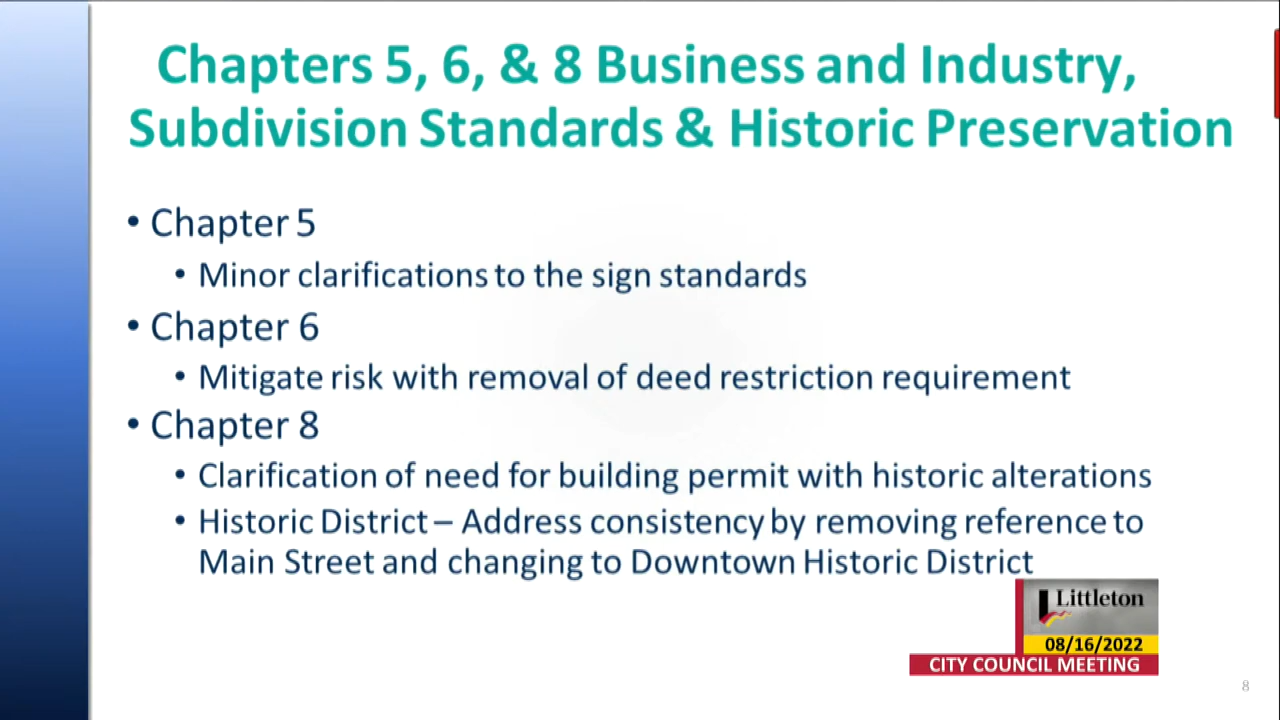 Chapters 5, 6, & 8 Business and Industry,
Subdivision Standards & Historic Preservation
• Chapter 5
• Minor clarifications to the sign standards
• Chapter 6
• Mitigate risk with removal of deed restriction requirement
• Chapter 8
• Clarification of need for building permit with historic alterations
• Historic District – Address consistency by removing reference to
Main Street and changing to Downtown Historic District
Littleton
08/16/2022
CITY COUNCIL MEETING
8